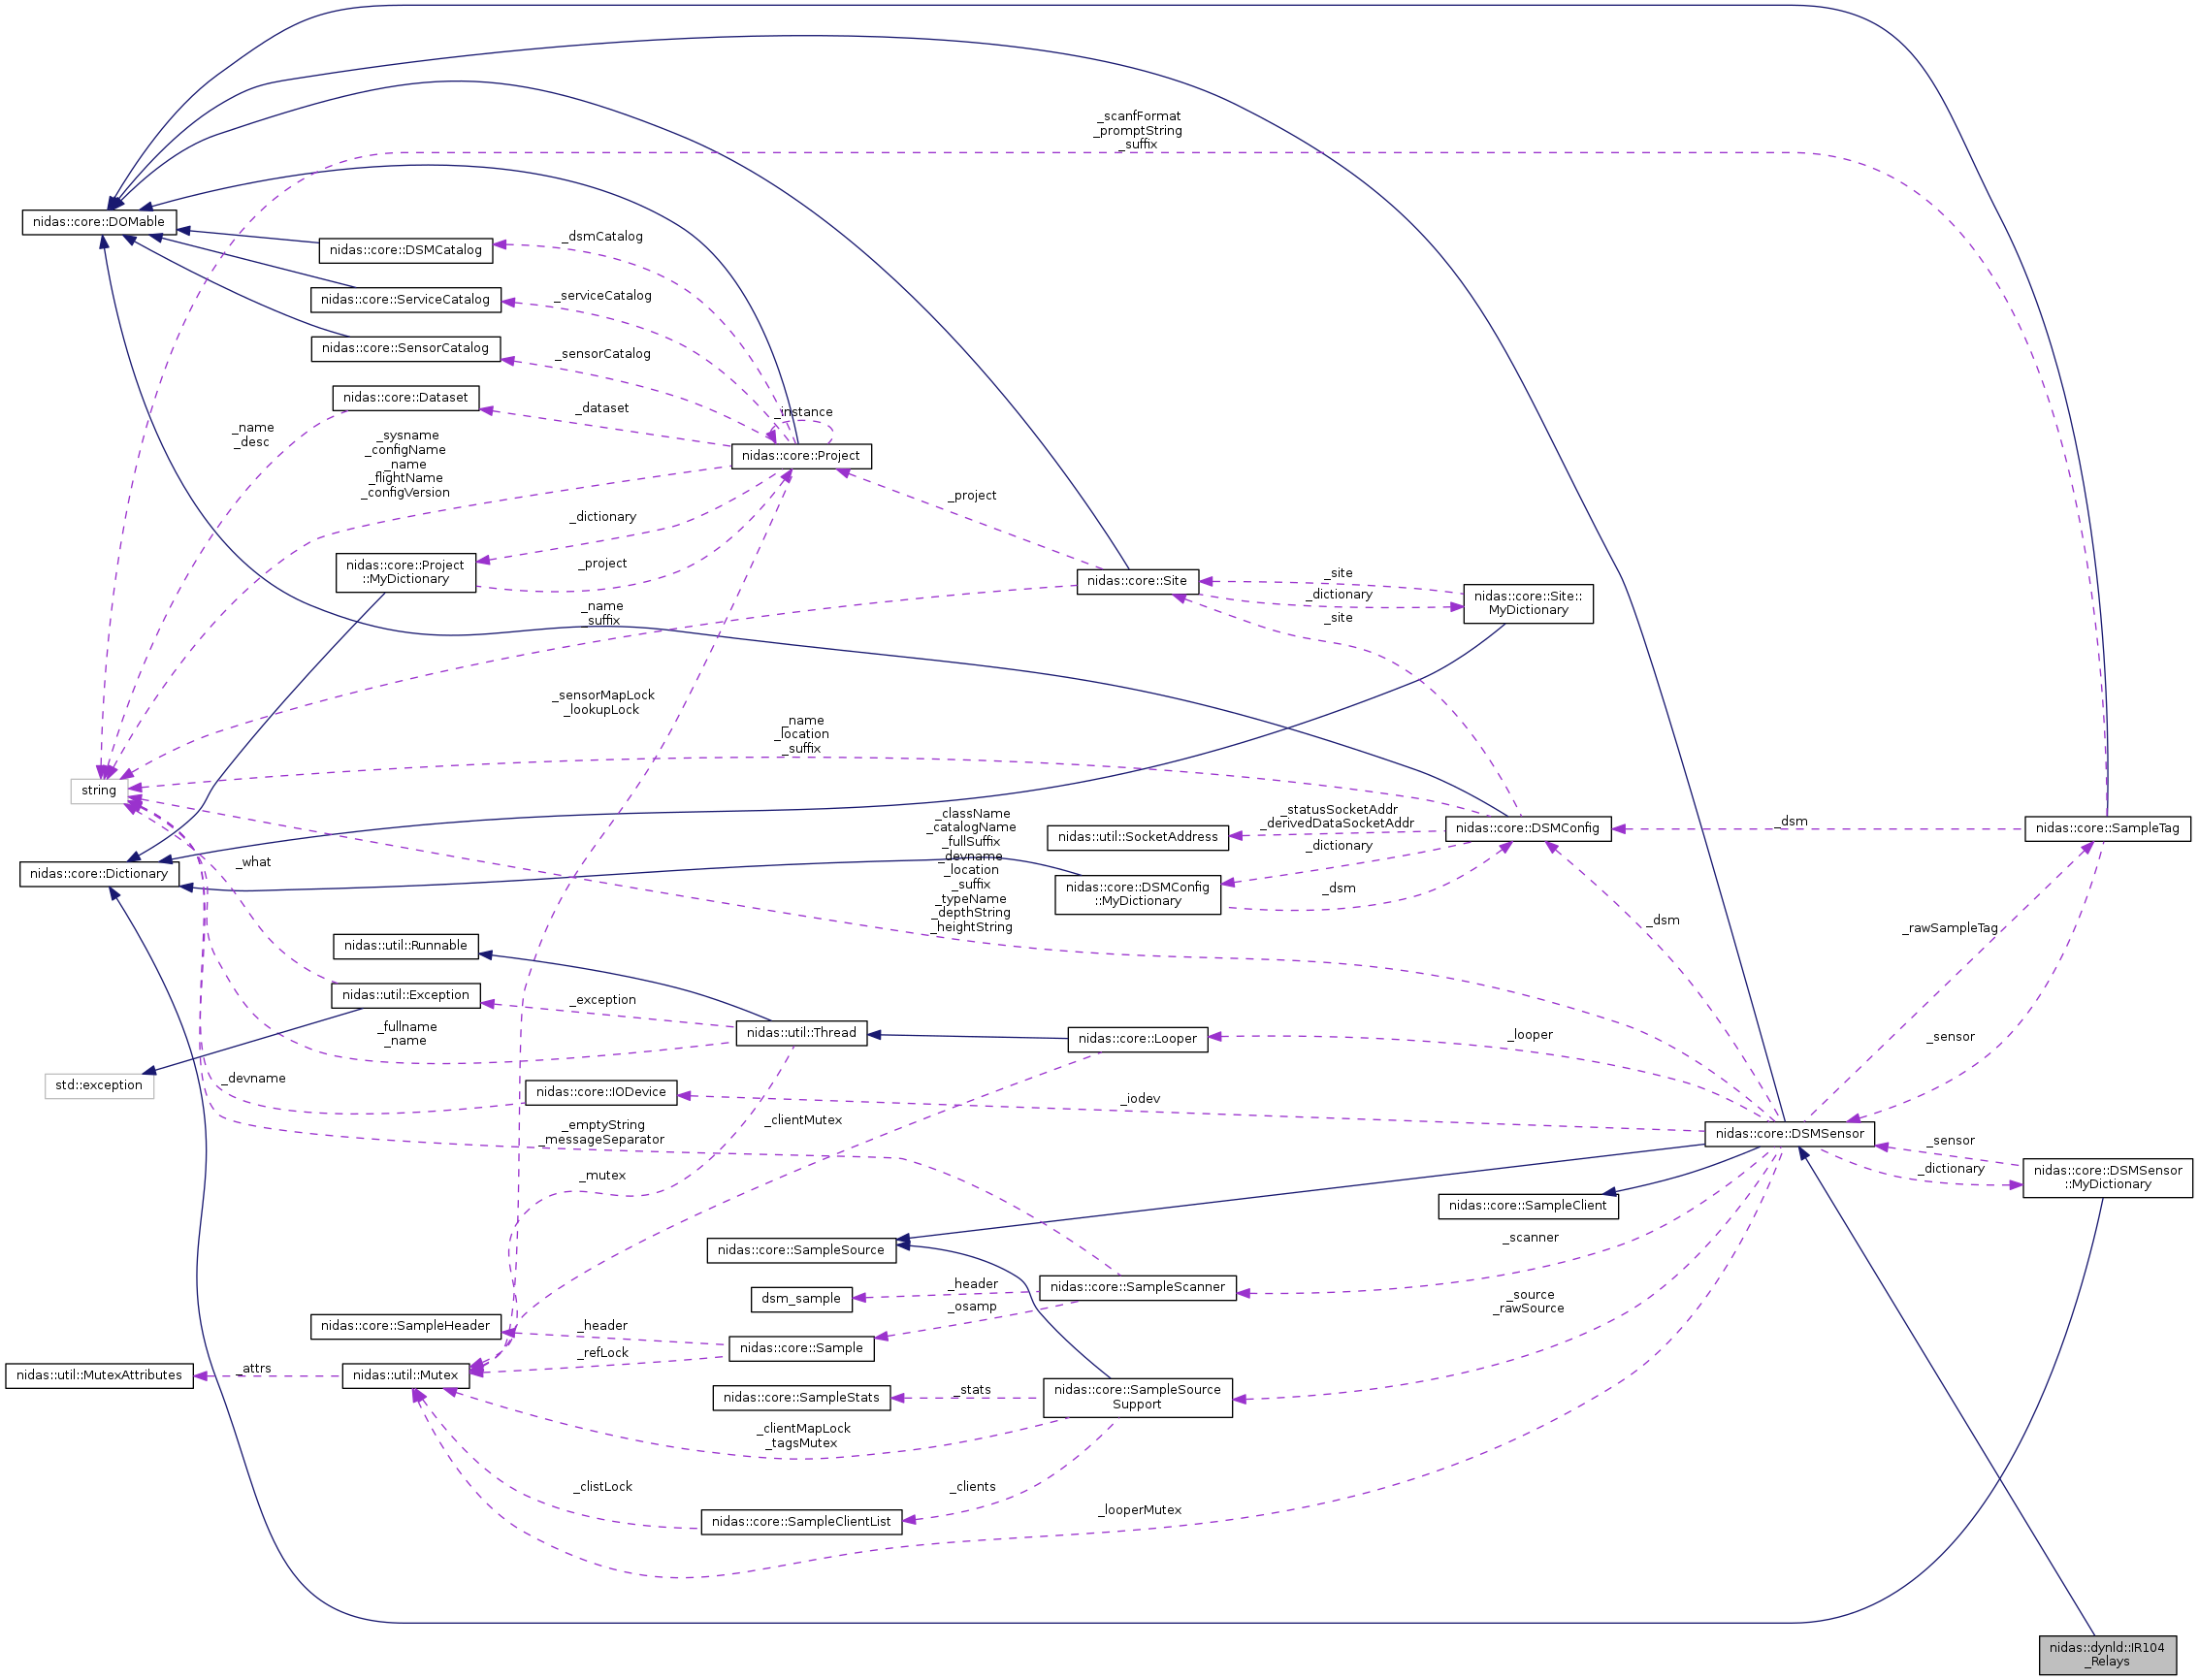 _scanfFormat
_promptString
_suffix
nidas::core::DOMable
_dsmCatalog
nidas::core::DSMCatalog
_serviceCatalog
nidas::core::ServiceCatalog
_sensorCatalog
nidas::core::SensorCatalog
nidas::core::Dataset
_dataset
_instance
_name
_desc
_sysname
_configName
_name
_flightName
_configVersion
nidas::core::Project
_project
_dictionary
nidas::core::Project
::MyDictionary
_project
nidas::core::Site
_site
_dictionary
_site
nidas::core::Site::
MyDictionary
_name
_suffix
_sensorMapLock
_lookupLock
_name
_location
_suffix
string
_statusSocketAddr
_derivedDataSocketAddr
nidas::util::SocketAddress
nidas::core::DSMConfig
_dsm
nidas::core::SampleTag
_className
_catalogName
_fullSuffix
_devname
_location
_suffix
_typeName
_depthString
_heightString
_dictionary
_what
nidas::core::Dictionary
nidas::core::DSMConfig
::MyDictionary
_dsm
_dsm
_rawSampleTag
nidas::util::Runnable
nidas::util::Exception
_exception
_fullname
_name
nidas::util::Thread
nidas::core::Looper
_looper
_sensor
std::exception
_devname
nidas::core::IODevice
_iodev
_clientMutex
_emptyString
_messageSeparator
nidas::core::DSMSensor
_sensor
_dictionary
nidas::core::DSMSensor
::MyDictionary
_mutex
nidas::core::SampleClient
nidas::core::SampleSource
_scanner
_header
nidas::core::SampleScanner
dsm_sample
_osamp
_source
_rawSource
nidas::core::SampleHeader
_header
nidas::core::Sample
_refLock
nidas::util::MutexAttributes
_attrs
nidas::util::Mutex
nidas::core::SampleStats
_stats
nidas::core::SampleSource
Support
_clientMapLock
_tagsMutex
_clistLock
_clients
_looperMutex
nidas::core::SampleClientList
nidas::dynld::IR104
_Relays